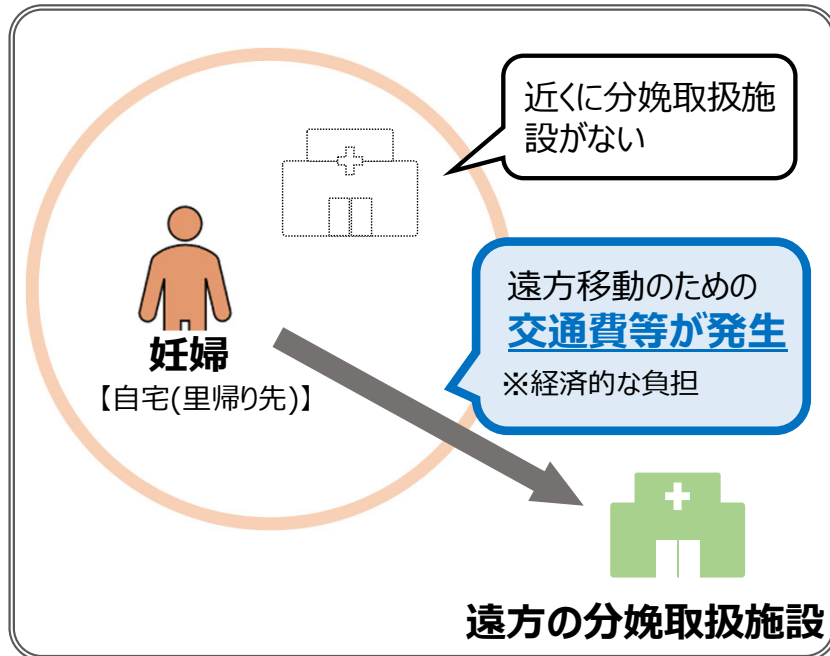 近くに分娩取扱施
設がない
遠方移動のための
交通費等が発生
※経済的な負担
妊婦
【自宅(里帰り先)】
遠方の分娩取扱施設